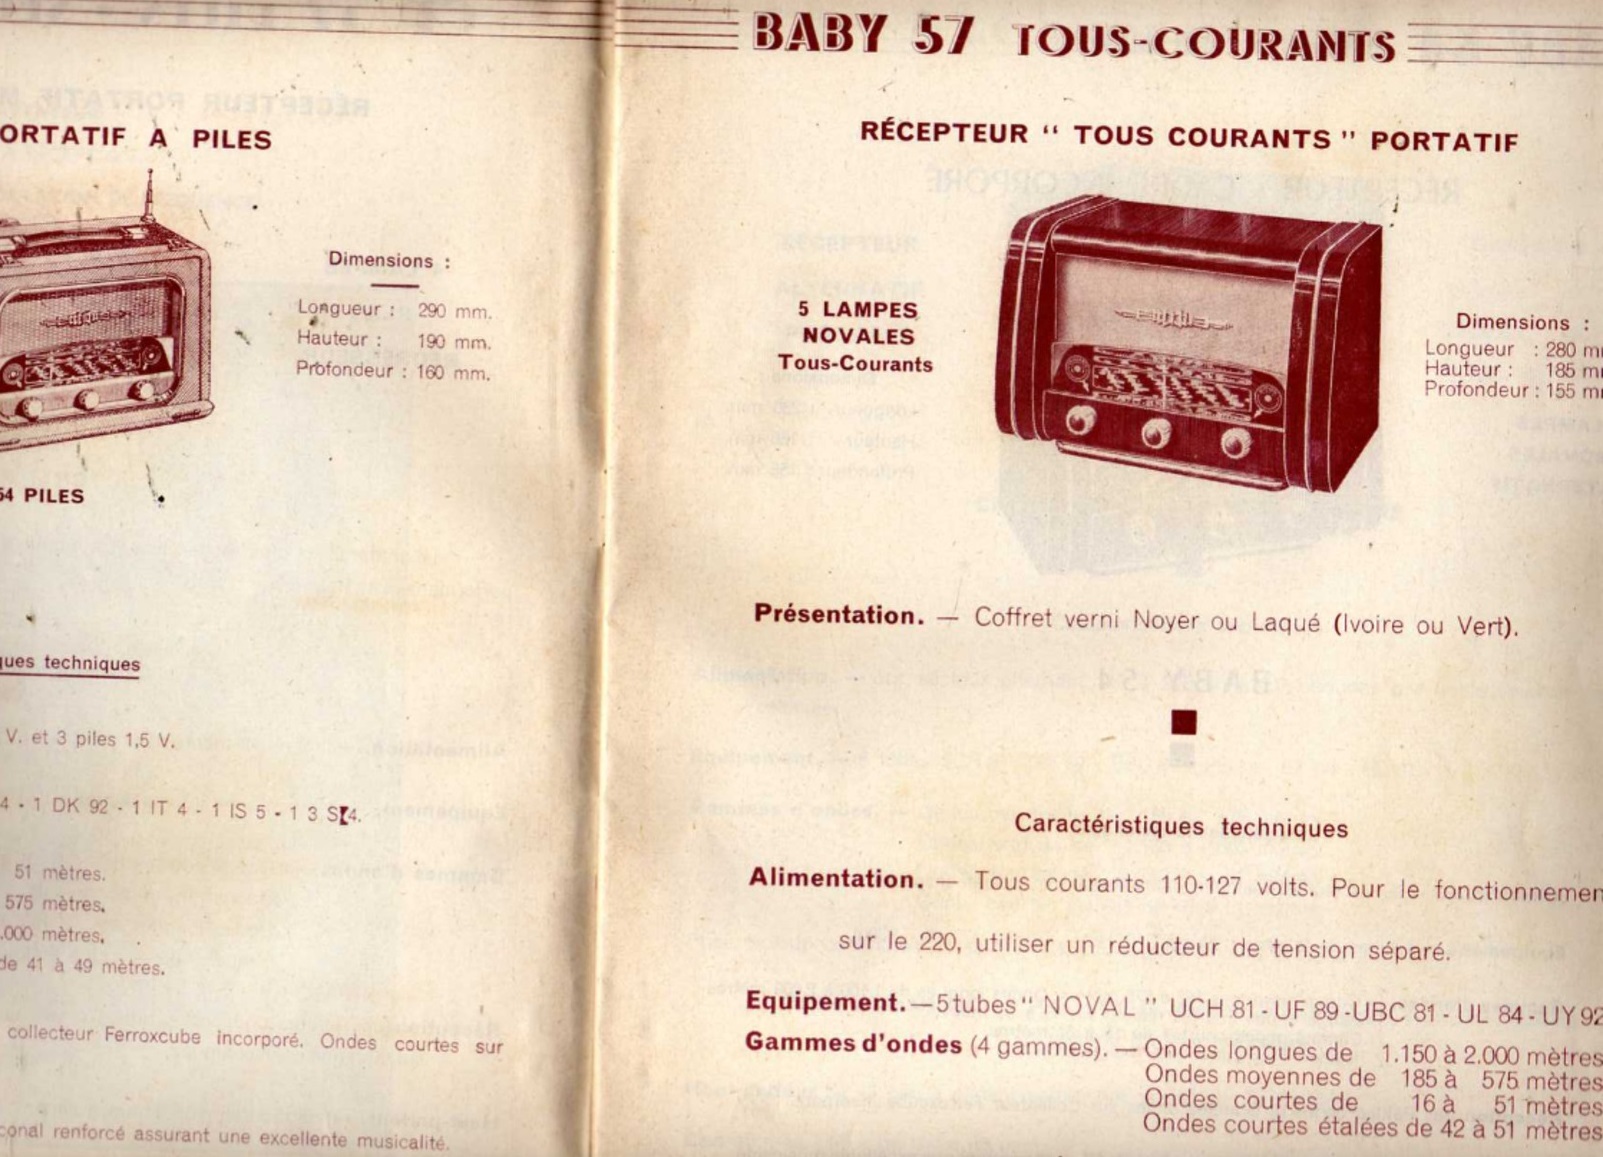 ORTATIF A PILES
Dimensions :
Longueur : 290 mm.
Hauteur : 190 mm.
Profondeur : 160 mm.
54 PILES
ques techniques
V. et 3 piles 1,5 V.
4 - 1 DK 92 - 1 IT 4 - 1 IS 5 - 1 3 S 4.
51 mètres.
575 mètres.
.000 mètres.
de 41 à 49 mètres.
collecteur Ferroxcube incorporé. Ondes courtes sur
conal renforcé assurant une excellente musicalité.
BABY 57 TOUS-COURANTS
RÉCEPTEUR “ TOUS COURANTS ” PORTATIF
5 LAMPES
NOVALES
Tous-Courants
Dimensions :
Longueur : 280 m
Hauteur : 185 m
Profondeur : 155 m
Présentation. — Coffret verni Noyer ou Laqué (Ivoire ou Vert).
Caractéristiques techniques
Alimentation. — Tous courants 110-127 volts. Pour le fonctionnemen
sur le 220, utiliser un réducteur de tension séparé.
Equipement. — 5 tubes “ NOVAL ” UCH 81 - UF 89 - UBC 81 - UL 84 - UY 92
Gammes d'ondes (4 gammes). — Ondes longues de 1.150 à 2.000 mètres
Ondes moyennes de 185 à 575 mètres
Ondes courtes de 16 à 51 mètres
Ondes courtes étalées de 42 à 51 mètres